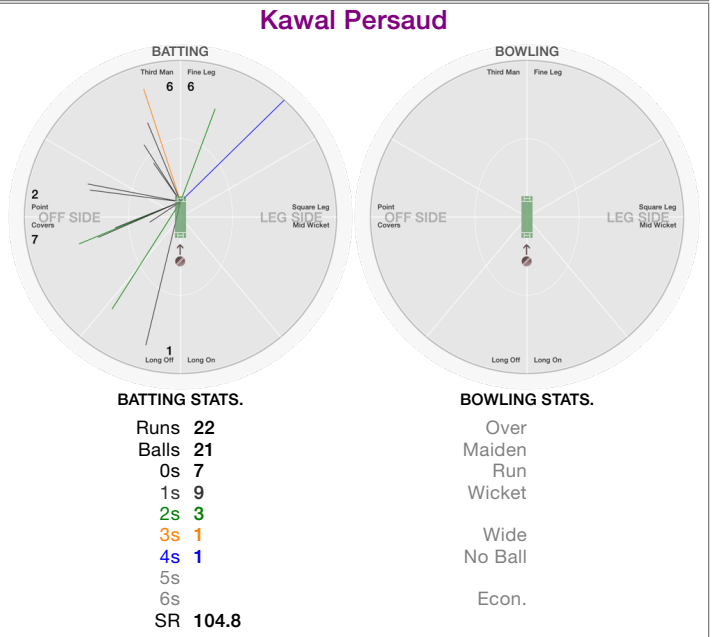 Kawal Persaud
BATTING
Third Man Fine Leg
6 6
2
Point
OFF SIDE
Covers
7
Square Leg
LEG SIDE
Mid Wicket
1
Long Off Long On
BOWLING
Third Man Fine Leg
Point
OFF SIDE
Covers
Square Leg
LEG SIDE
Mid Wicket
Long Off Long On
BATTING STATS.
Runs 22
Balls 21
0s 7
1s 9
2s 3
3s 1
4s 1
5s
6s
SR 104.8
BOWLING STATS.
Over
Maiden
Run
Wicket
Wide
No Ball
Econ.